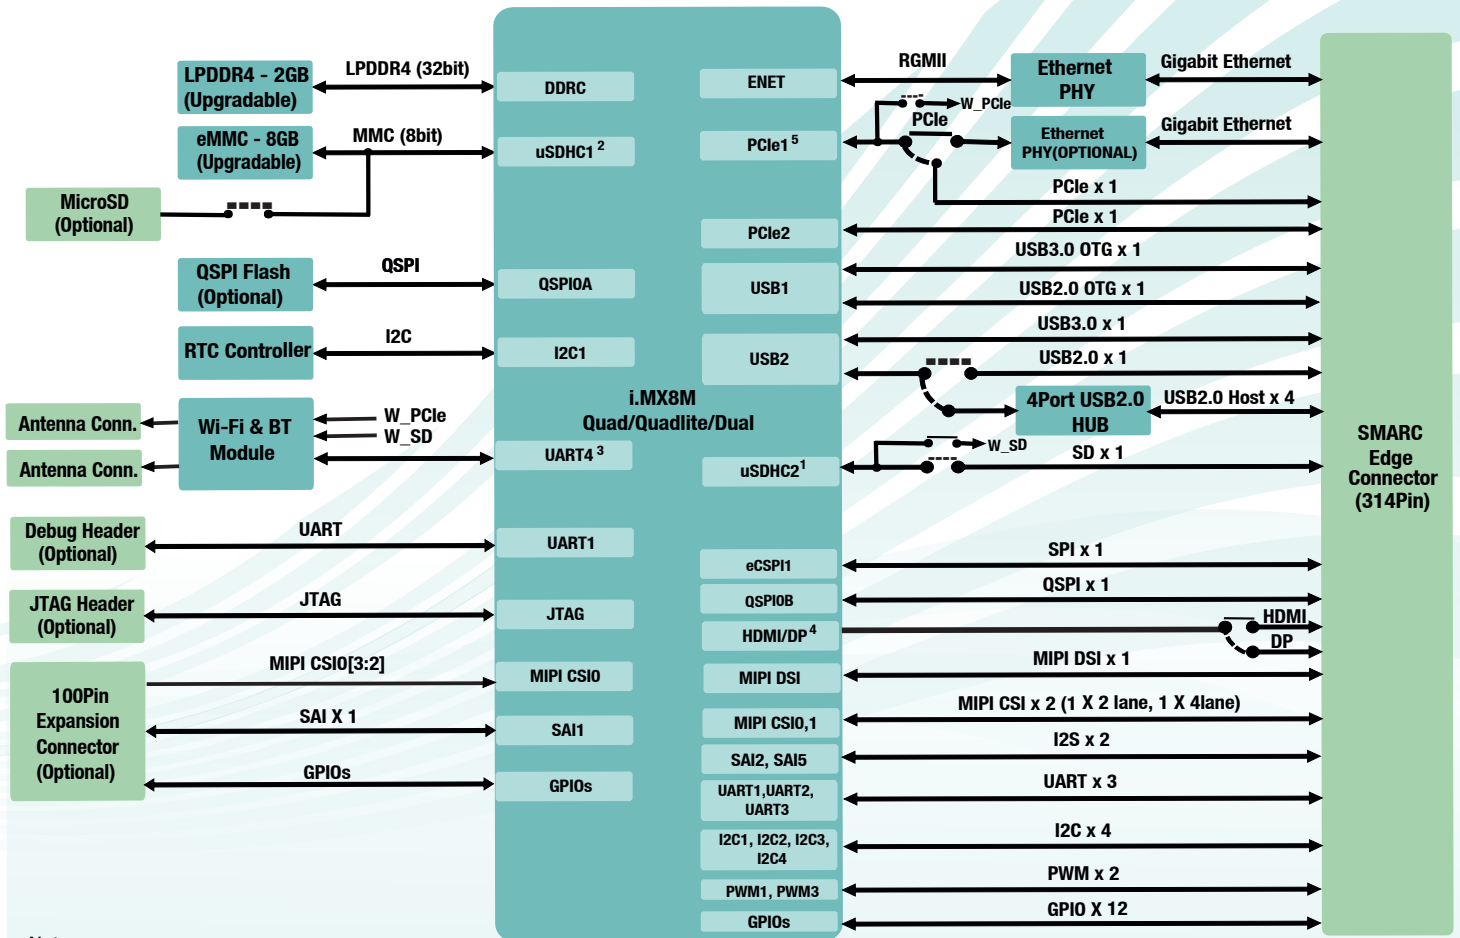 LPDDR4 - 2GB
(Upgradable)
LPDDR4 (32bit)
DDRC
eMMC - 8GB
(Upgradable)
MMC (8bit)
uSDHC1 2
MicroSD
(Optional)
QSPI Flash
(Optional)
QSPI
QSPI0A
RTC Controller
I2C
I2C1
Antenna Conn.
Antenna Conn.
Wi-Fi & BT
Module
W_PCIe
W_SD
UART4 3
Debug Header
(Optional)
UART
UART1
JTAG Header
(Optional)
JTAG
JTAG
100Pin
Expansion
Connector
(Optional)
MIPI CSI0[3:2]
MIPI CSI0
SAI X 1
SAI1
GPIOs
GPIOs
i.MX8M
Quad/Quadlite/Dual
ENET
RGMII
Ethernet
PHY
Gigabit Ethernet
W_PCIe
PCIe
PCIe1 5
Ethernet
PHY(OPTIONAL)
Gigabit Ethernet
PCIe x 1
PCIe2
PCIe x 1
USB1
USB3.0 OTG x 1
USB2.0 OTG x 1
USB2
USB3.0 x 1
USB2.0 x 1
4Port USB2.0
HUB
USB2.0 Host x 4
uSDHC2 1
W_SD
SD x 1
eCSPI1
SPI x 1
QSPI0B
QSPI x 1
HDMI/DP 4
HDMI
DP
MIPI DSI
MIPI DSI x 1
MIPI CSI0,1
MIPI CSI x 2 (1 X 2 lane, 1 X 4lane)
SAI2, SAI5
I2S x 2
UART1,UART2,
UART3
UART x 3
I2C1, I2C2, I2C3,
I2C4
I2C x 4
PWM1, PWM3
PWM x 2
GPIOs
GPIO X 12
SMARC
Edge
Connector
(314Pin)